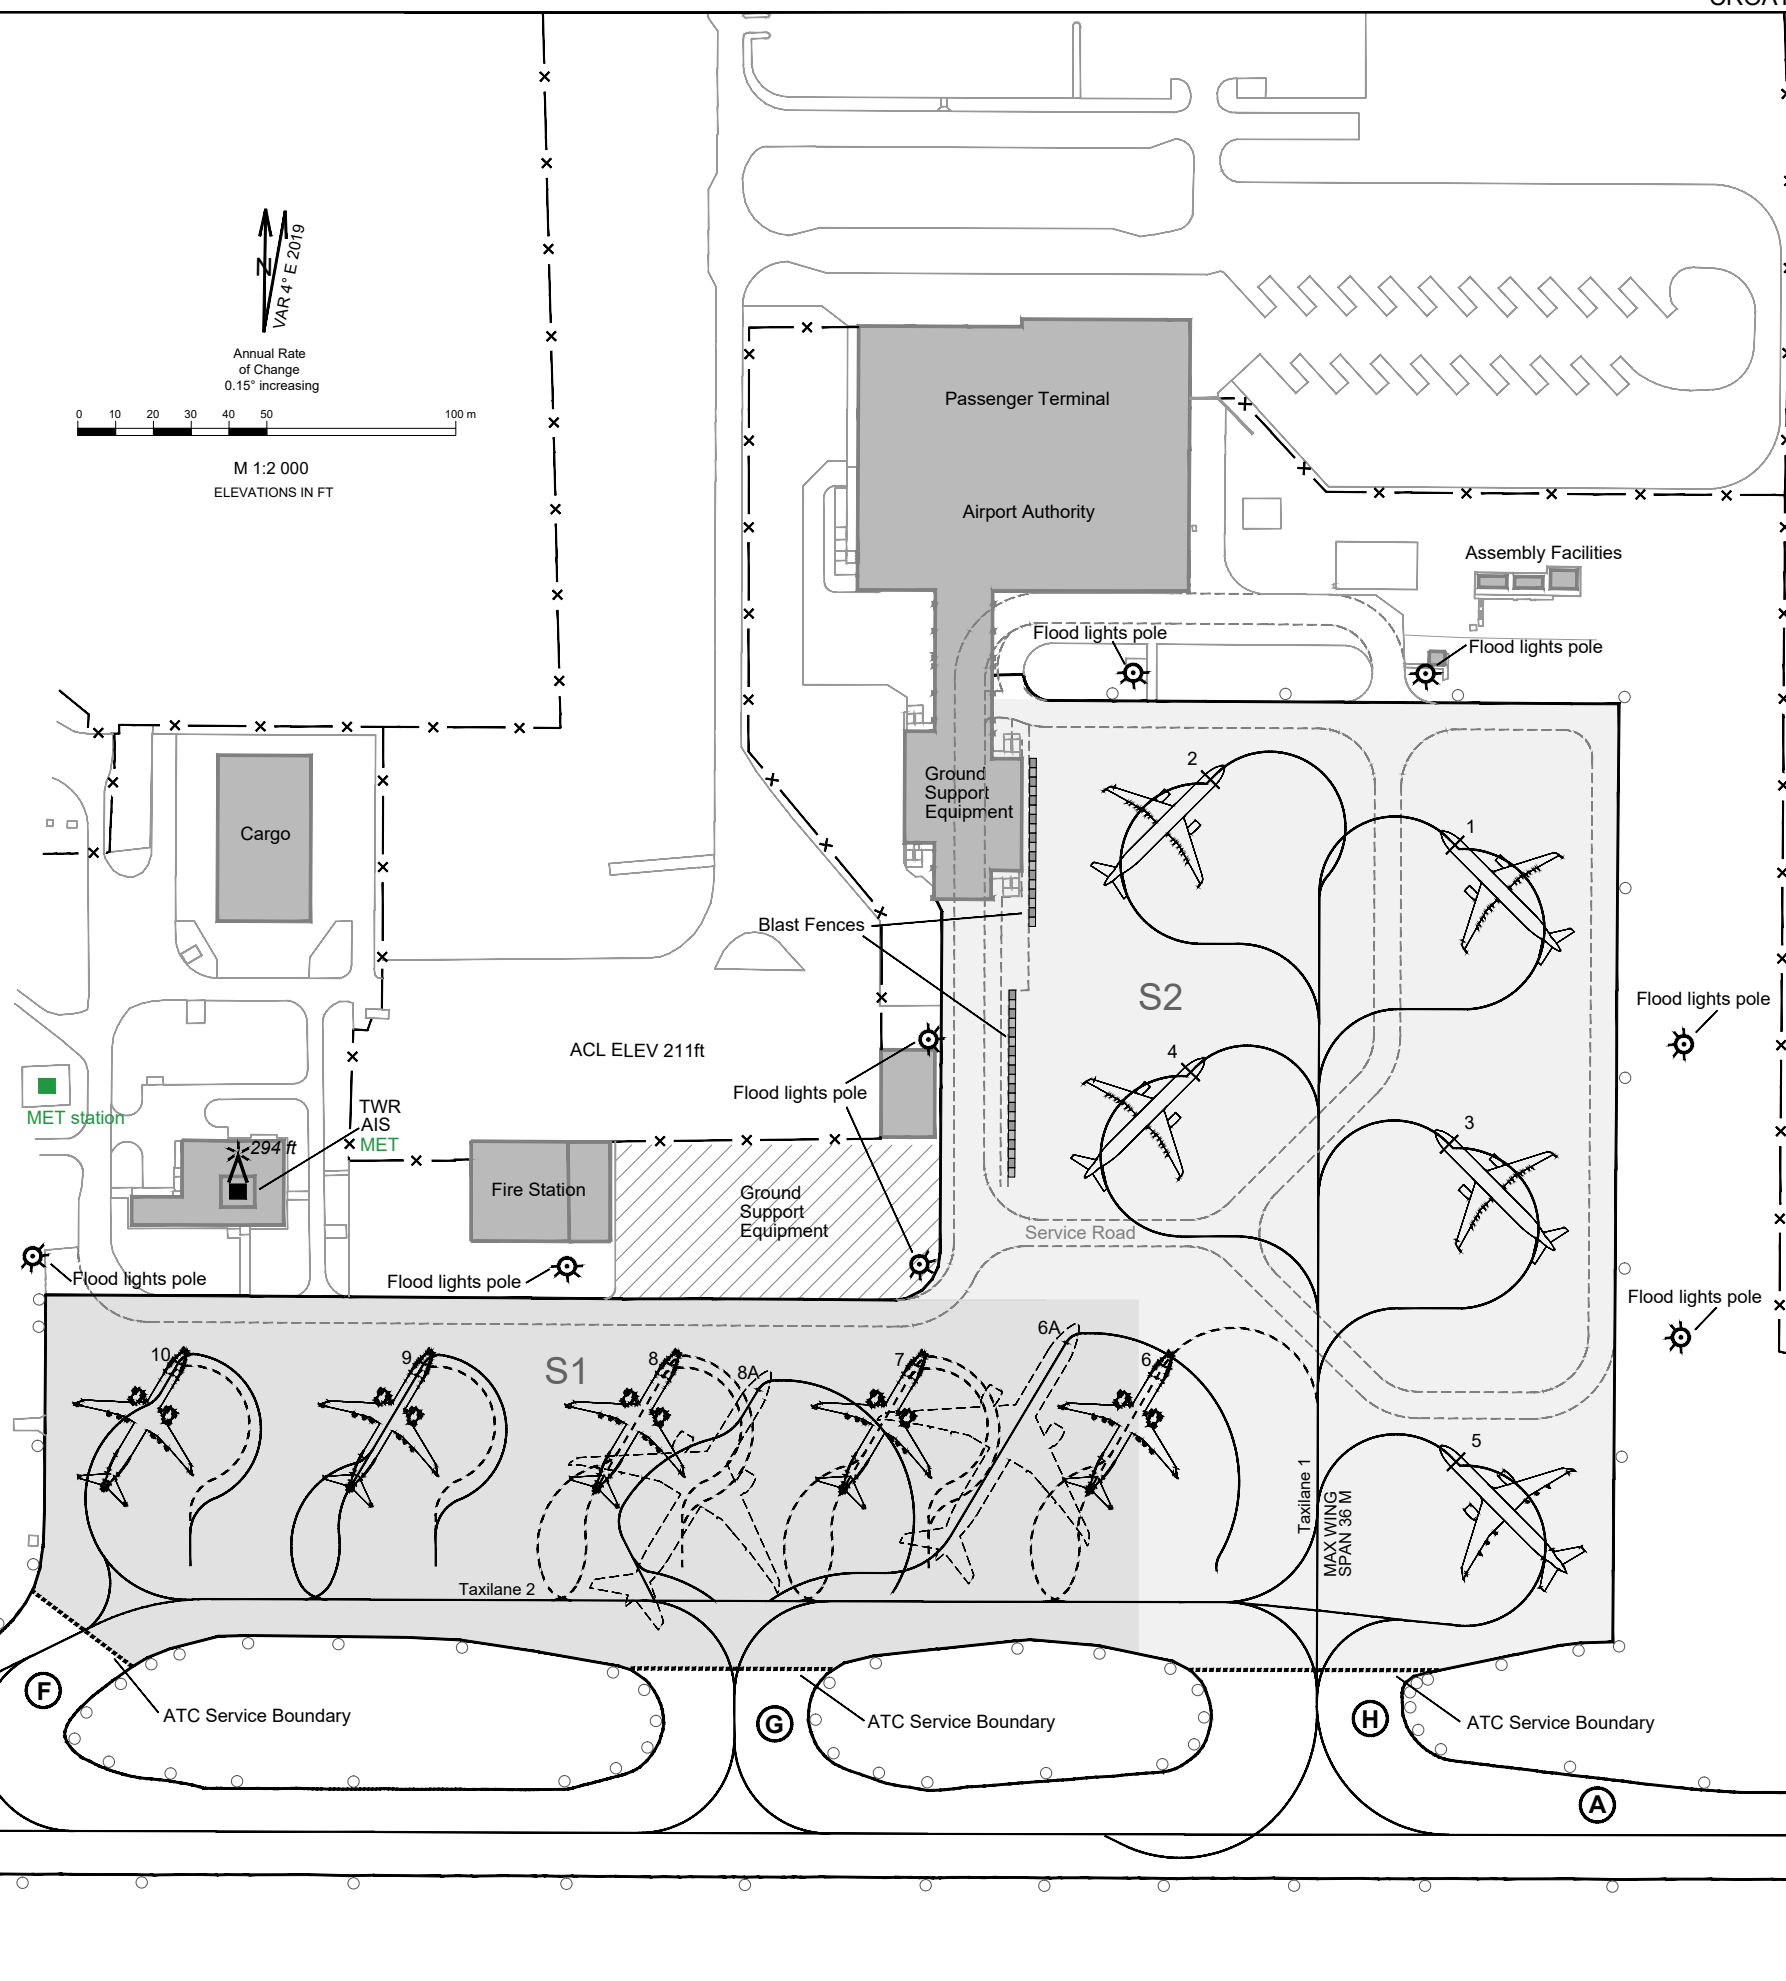 N
VAR 4° E 2019
Annual Rate
of Change
0.15° increasing
0 10 20 30 40 50 100 m
M 1:2 000
ELEVATIONS IN FT
Passenger Terminal
Airport Authority
Assembly Facilities
Flood lights pole
Flood lights pole
2
1
Ground
Support
Equipment
Cargo
Blast Fences
S2
Flood lights pole
4
3
ACL ELEV 211ft
Flood lights pole
MET station
TWR
AIS
MET
294 ft
Fire Station
Ground
Support
Equipment
Service Road
Flood lights pole
Flood lights pole
Flood lights pole
10
9
S1
8
8A
7
6A
6
5
Taxilane 1
MAX WING
SPAN 36 M
Taxilane 2
F
ATC Service Boundary
G
ATC Service Boundary
H
ATC Service Boundary
A